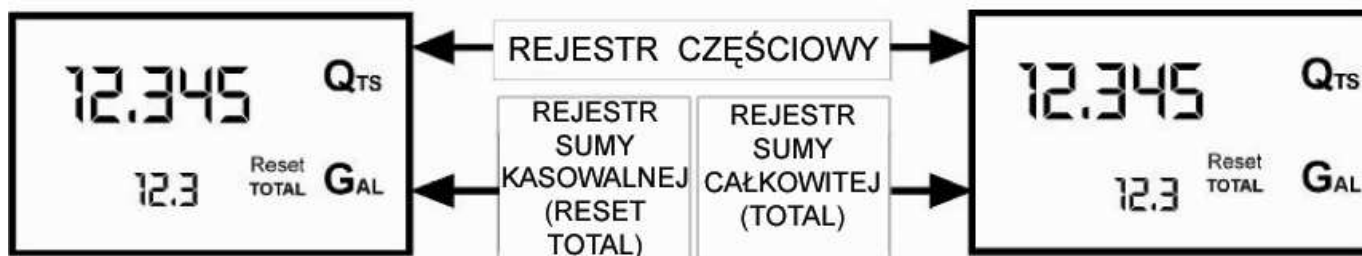 12.345 QTS
Reset
TOTAL
12.3 GAL
REJESTR CZĘŚCIOWY
REJESTR
SUMY
KASOWALNEJ
(RESET
TOTAL)
REJESTR
SUMY
CAŁKOWITEJ
(TOTAL)
12.345 QTS
Reset
TOTAL
12.3 GAL